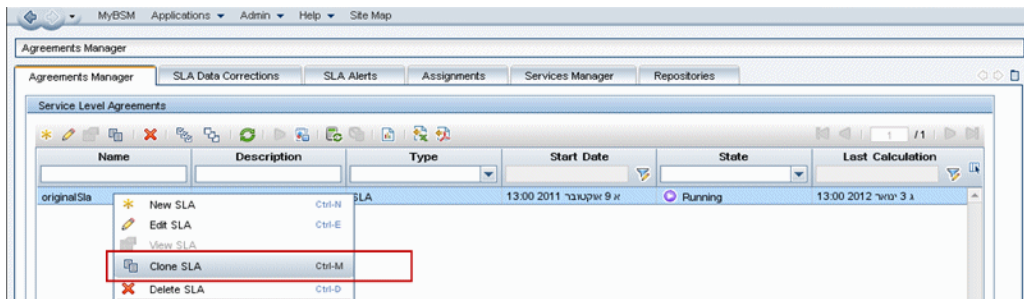 MyBSM Applications Admin Help Site Map
Agreements Manager
Agreements Manager SLA Data Corrections SLA Alerts Assignments Services Manager Repositories
Service Level Agreements
1 /1
Name Description Type Start Date State Last Calculation
originalSla SLA א 9 אוקטובר 2011 13:00 Running ג 3 ינואר 2012 13:00
New SLA Ctrl-N
Edit SLA Ctrl-E
View SLA
Clone SLA Ctrl-M
Delete SLA Ctrl-D